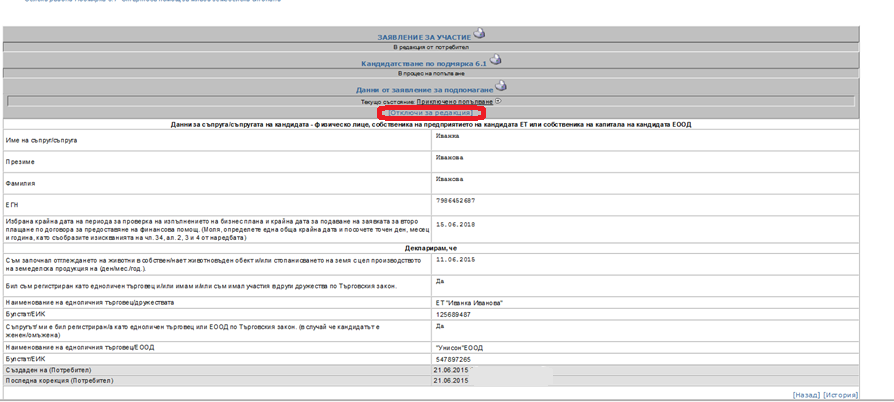 ЗАЯВЛЕНИЕ ЗА УЧАСТИЕ
В редакция от потребител
Кандидатстване по подмярка 6.1
В процес на попълване
Данни от заявление за подпомагане
Текущо състояние: Приключено попълване
[Отключи за редакция]
Данни за съпруга/съпругата на кандидата - физическо лице, собственика на предприятието на кандидата ЕТ или собственика на капитала на кандидата ЕООД
Име на съпруг/съпруга
Иванка
Презиме
Иванова
Фамилия
Иванова
ЕГН
7986452687
Избрана крайна дата на периода за проверка на изпълнението на бизнес плана и крайна дата за подаване на заявката за второ
плащане по договора за предоставяне на финансова помощ. (Моля, определете една обща крайна дата и посочете точен ден, месец
и година, като съобразите изискванията на чл. 34, ал. 2, 3 и 4 от наредбата)
15.06.2018
Декларирам, че
Съм започнал отглеждането на животни в собствен/нает животновъден обект и/или стопанисването на земя с цел производството
на земеделска продукция на (ден/мес./год.).
11.06.2015
Бил съм регистриран като едноличен търговец и/или имам и/или съм имал участия в други дружества по Търговския закон.
Да
Наименование на едноличния търговец/дружествата
ЕТ"Иванка Иванова"
Булстат/ЕИК
125689487
Съпругът ми е бил регистриран/а като едноличен търговец или ЕООД по Търговския закон. (в случай че кандидатът е
женен/омъжена)
Да
Наименование на едноличния търговец/ЕООД
"Унисон"ЕООД
Булстат/ЕИК
547897265
Създаден на (Потребител)
21.06.2015
Последна корекция (Потребител)
21.06.2015
[Назад] [История]